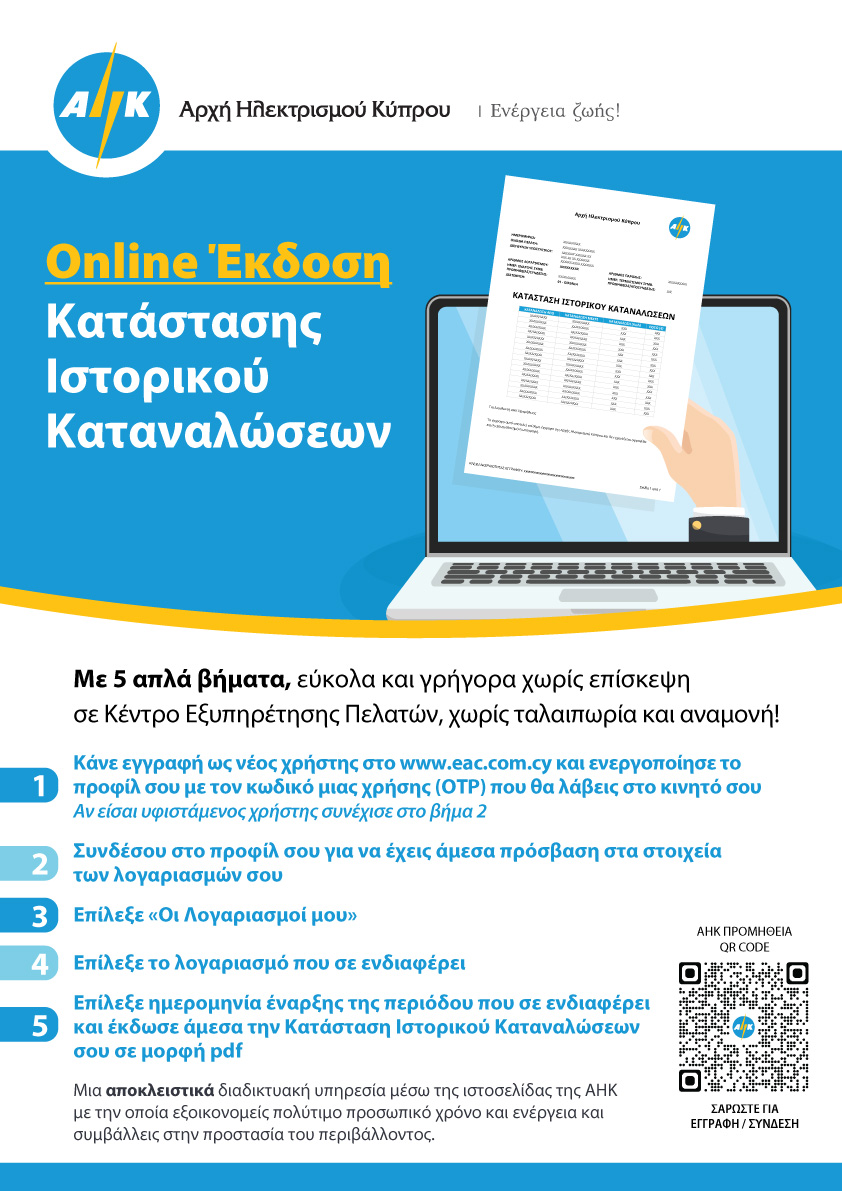 ΑΗΚ
Αρχή Ηλεκτρισμού Κύπρου | Ενέργεια ζωής!
Online Έκδοση
Κατάστασης
Ιστορικού
Καταναλώσεων
Αρχή Ηλεκτρισμού Κύπρου
ΑΗΚ
ΚΑΤΑΣΤΑΣΗ ΙΣΤΟΡΙΚΟΥ ΚΑΤΑΝΑΛΩΣΕΩΝ
Με 5 απλά βήματα, εύκολα και γρήγορα χωρίς επίσκεψη
σε Κέντρο Εξυπηρέτησης Πελατών, χωρίς ταλαιπωρία και αναμονή!
1
Κάνε εγγραφή ως νέος χρήστης στο www.eac.com.cy και ενεργοποίησε το
προφίλ σου με τον κωδικό μιας χρήσης (OTP) που θα λάβεις στο κινητό σου
Αν είσαι υφιστάμενος χρήστης συνέχισε στο βήμα 2
2
Συνδέσου στο προφίλ σου για να έχεις άμεσα πρόσβαση στα στοιχεία
των λογαριασμών σου
3 Επίλεξε «Οι Λογαριασμοί μου»
4 Επίλεξε το λογαριασμό που σε ενδιαφέρει
5
Επίλεξε ημερομηνία έναρξης της περιόδου που σε ενδιαφέρει
και έκδωσε άμεσα την Κατάσταση Ιστορικού Καταναλώσεων
σου σε μορφή pdf
Μια αποκλειστικά διαδικτυακή υπηρεσία μέσω της ιστοσελίδας της ΑΗΚ
με την οποία εξοικονομείς πολύτιμο προσωπικό χρόνο και ενέργεια και
συμβάλλεις στην προστασία του περιβάλλοντος.
ΑΗΚ ΠΡΟΜΗΘΕΙΑ
QR CODE
ΑΗΚ
ΣΑΡΩΣΤΕ ΓΙΑ
ΕΓΓΡΑΦΗ / ΣΥΝΔΕΣΗ